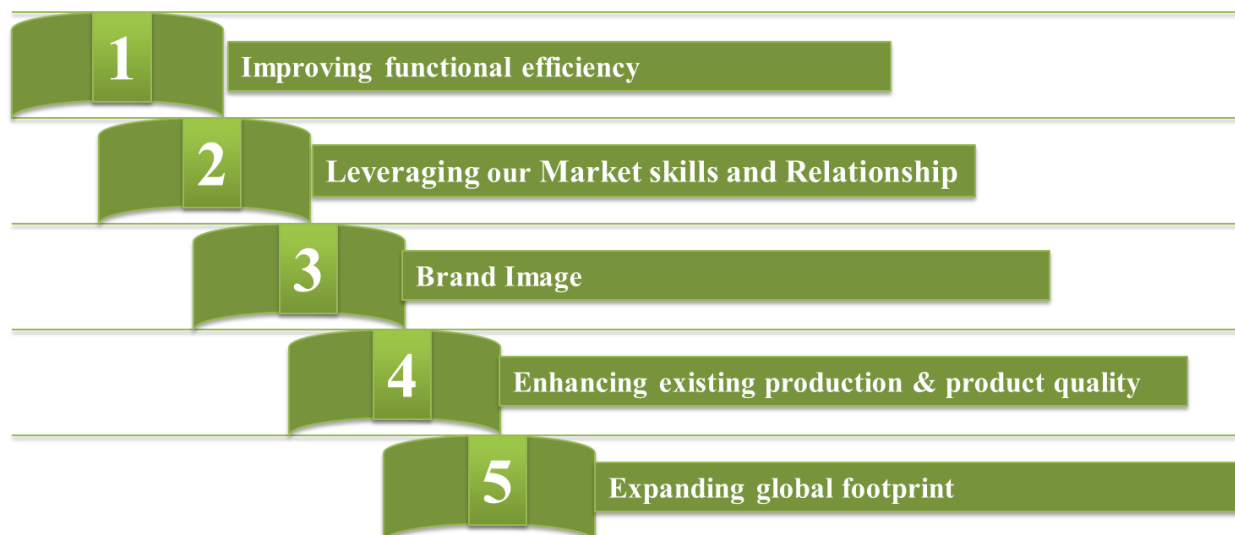 1 Improving functional efficiency
2 Leveraging our Market skills and Relationship
3 Brand Image
4 Enhancing existing production & product quality
5 Expanding global footprint